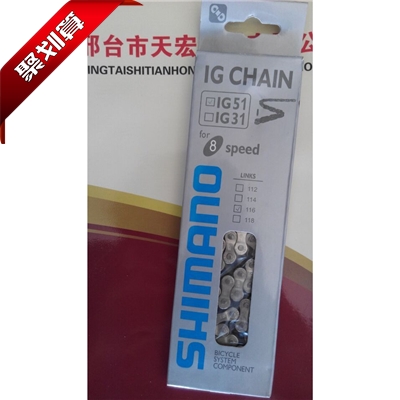 聚划算
邢台市天宏
公
INGTAISHITIANHON
IG CHAIN
IG51
IG31
for 8 speed
LINKS
112
114
116
118
SHIMANO
BICYCLE
SYSTEM
COMPONENT